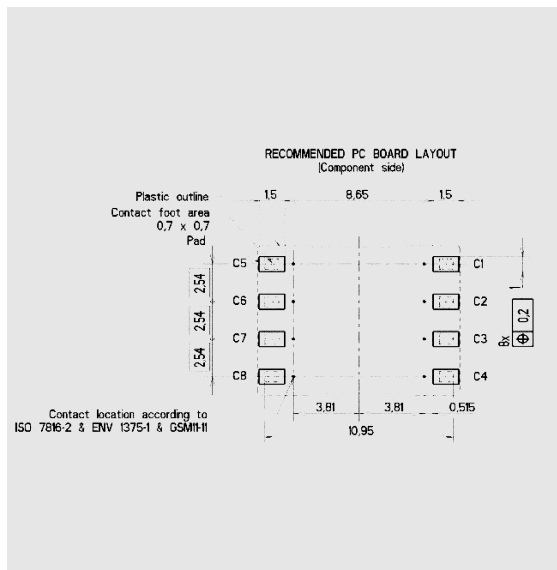 RECOMMENDED PC BOARD LAYOUT
(Component side)
Plastic outline
1,5
8,65
1,5
Contact foot area
0,7 x 0,7
Pad
C5
C1
2,54
1
C6
C2
2,54
0,2
C7
C3
8x
2,54
C8
C4
3,81
3,81
0,515
Contact location according to
ISO 7816-2 & ENV 1375-1 & GSM11-11
10,95